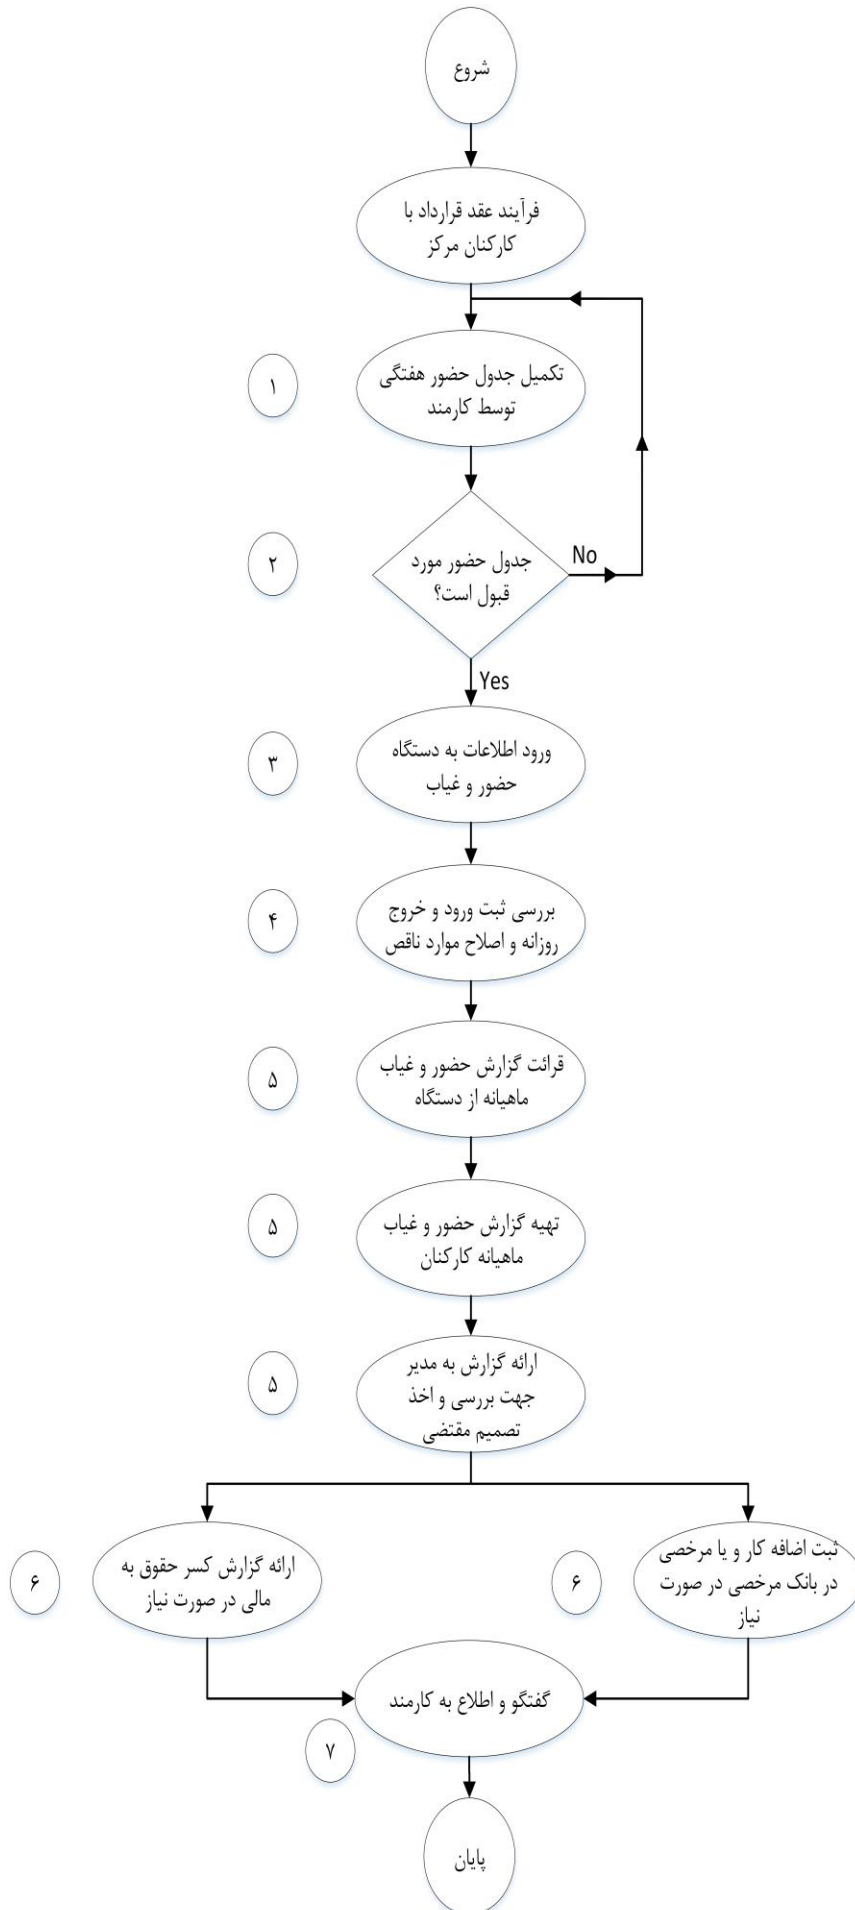 شروع
فرآیند عقد قرارداد با
کارکنان مرکز
۱
تکمیل جدول حضور هفتگی
توسط کارمند
۲
جدول حضور مورد
قبول است؟
No
Yes
۳
ورود اطلاعات به دستگاه
حضور و غیاب
۴
بررسی ثبت ورود و خروج
روزانه و اصلاح موارد ناقص
۵
قرائت گزارش حضور و غیاب
ماهیانه از دستگاه
۵
تهیه گزارش حضور و غیاب
ماهیانه کارکنان
۵
ارائه گزارش به مدیر
جهت بررسی و اخذ
تصمیم مقتضی
ثبت اضافه کار و یا مرخصی
در بانک مرخصی در صورت
نیاز
۶
ارائه گزارش کسر حقوق به
مالی در صورت نیاز
۶
گفتگو و اطلاع به کارمند
۷
پایان